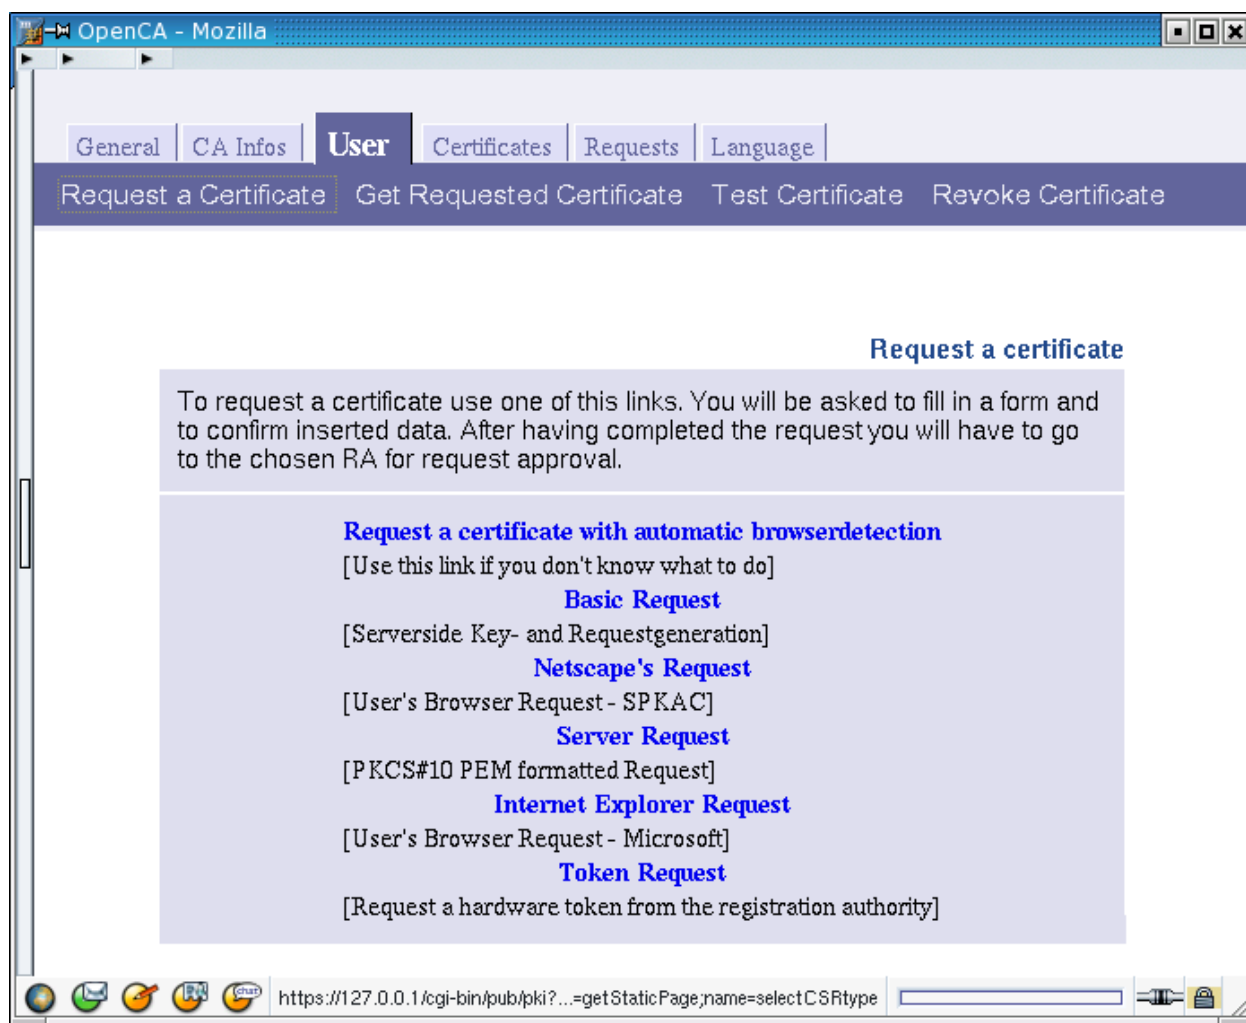 OpenCA - Mozilla
General CA Infos User Certificates Requests Language
Request a Certificate Get Requested Certificate Test Certificate Revoke Certificate
Request a certificate
To request a certificate use one of this links. You will be asked to fill in a form and
to confirm inserted data. After having completed the request you will have to go
to the chosen RA for request approval.
Request a certificate with automatic browserdetection
[Use this link if you don't know what to do]
Basic Request
[Serverside Key- and Requestgeneration]
Netscape's Request
[User's Browser Request - SPKAC]
Server Request
[PKCS#10 PEM formatted Request]
Internet Explorer Request
[User's Browser Request - Microsoft]
Token Request
[Request a hardware token from the registration authority]
https://127.0.0.1/cgi-bin/pub/pki?...=getStaticPage;name=selectCSRtype